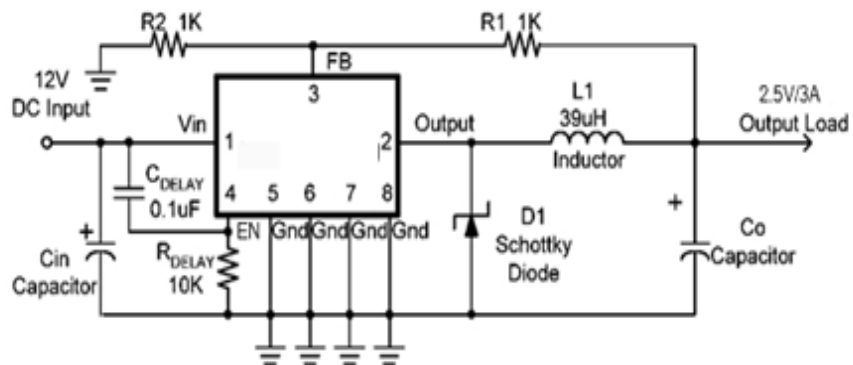 R2 1K
R1 1K
FB
12V
DC Input
3
L1
39uH
Inductor
2.5V/3A
Output Load
Vin
1
2
Output
CDELAY
0.1uF
4
5
6
7
8
EN
Gnd
Gnd
Gnd
Gnd
D1
Schottky
Diode
+
Cin
Capacitor
RDELAY
10K
+
Co
Capacitor